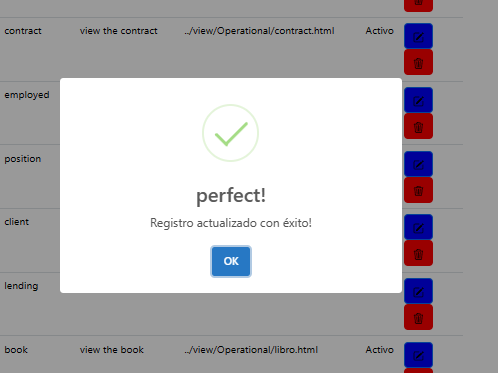 contract view the contract ../view/Operational/contract.html Activo
employed
perfect!
position
Registro actualizado con éxito!
client
OK
lending
book view the book ../view/Operational/libro.html Activo